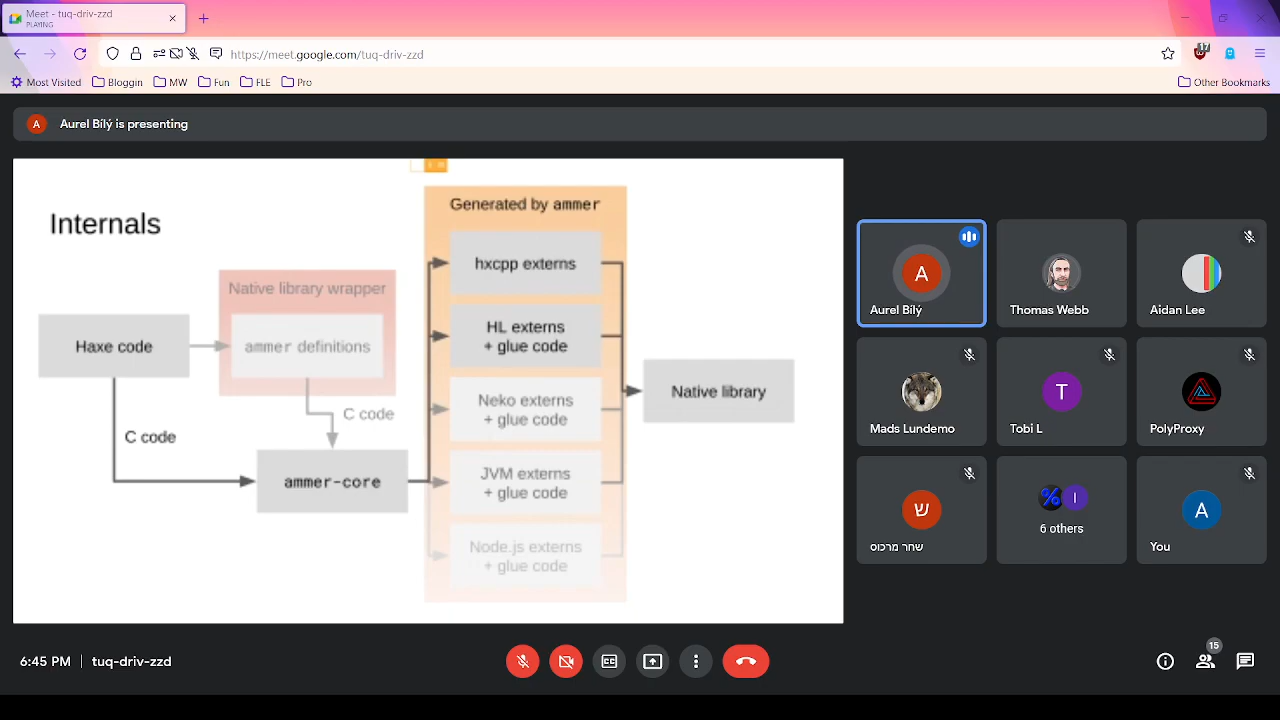 Meet - tuq-driv-zzd
PLAYING
https://meet.google.com/tuq-driv-zzd
17
Most Visited
Bloggin
MW
Fun
FLE
Pro
Other Bookmarks
A
Aurel Bílý is presenting
Internals
Generated by ammer
hxcpp externs
Native library wrapper
HL externs
+ glue code
Haxe code
ammer definitions
Native library
Neko externs
+ glue code
C code
C code
JVM externs
+ glue code
ammer-core
Node.js externs
+ glue code
A
Aurel Bílý
Thomas Webb
Aidan Lee
Mads Lundemo
T
Tobi L
PolyProxy
ש
שחר מרכוס
%
I
6 others
A
You
6:45 PM
tuq-driv-zzd
CC
15